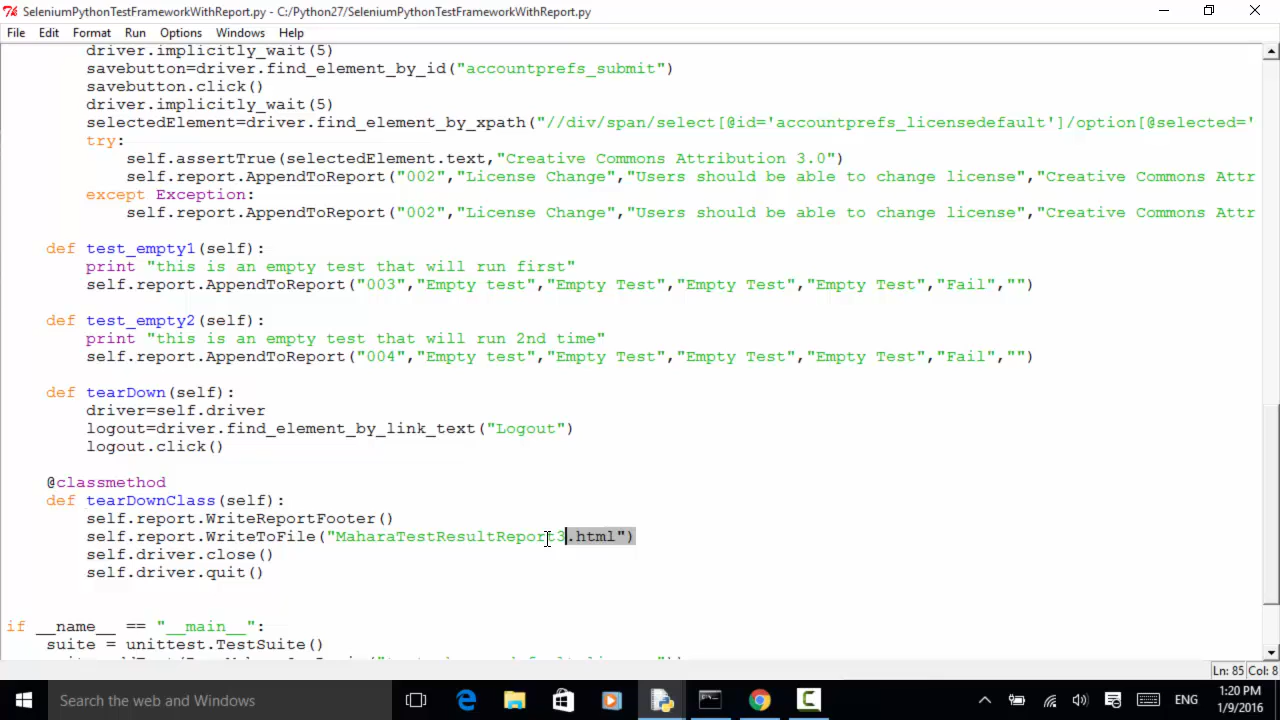 SeleniumPythonTestFrameworkWithReport.py - C:/Python27/SeleniumPythonTestFrameworkWithReport.py
File Edit Format Run Options Windows Help
driver.implicitly_wait(5)
savebutton=driver.find_element_by_id("accountprefs_submit")
savebutton.click()
driver.implicitly_wait(5)
selectedElement=driver.find_element_by_xpath("//div/span/select[@id='accountprefs_licensedefault']/option[@selected='
try:
self.assertTrue(selectedElement.text,"Creative Commons Attribution 3.0")
self.report.AppendToReport("002","License Change","Users should be able to change license","Creative Commons Attr
except Exception:
self.report.AppendToReport("002","License Change","Users should be able to change license","Creative Commons Attr
def test_empty1(self):
print "this is an empty test that will run first"
self.report.AppendToReport("003","Empty test","Empty Test","Empty Test","Empty Test","Fail","")
def test_empty2(self):
print "this is an empty test that will run 2nd time"
self.report.AppendToReport("004","Empty test","Empty Test","Empty Test","Empty Test","Fail","")
def tearDown(self):
driver=self.driver
logout=driver.find_element_by_link_text("Logout")
logout.click()
@classmethod
def tearDownClass(self):
self.report.WriteReportFooter()
self.report.WriteToFile("MaharaTestResultReport3.html")
self.driver.close()
self.driver.quit()
if __name__ == "__main__":
suite = unittest.TestSuite()
Ln: 85 Col: 8
Search the web and Windows
ENG
1:20 PM
1/9/2016